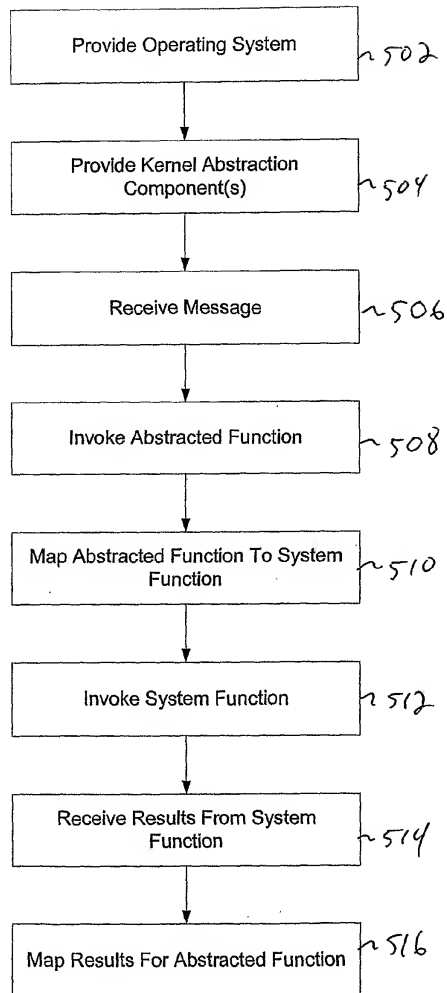 Provide Operating System
502
Provide Kernel Abstraction
Component(s)
504
Receive Message
506
Invoke Abstracted Function
508
Map Abstracted Function To System
Function
510
Invoke System Function
512
Receive Results From System
Function
514
Map Results For Abstracted Function
516